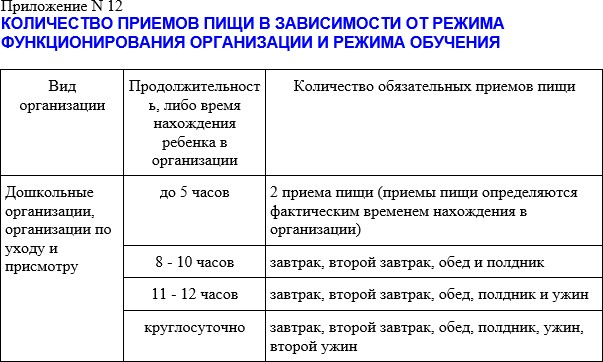 Приложение N 12
КОЛИЧЕСТВО ПРИЕМОВ ПИЩИ В ЗАВИСИМОСТИ ОТ РЕЖИМА
ФУНКЦИОНИРОВАНИЯ ОРГАНИЗАЦИИ И РЕЖИМА ОБУЧЕНИЯ
Вид
организации
Продолжительност
ь, либо время
нахождения
ребенка в
организации
Количество обязательных приемов пищи
Дошкольные
организации,
организации по
уходу и
присмотру
до 5 часов
2 приема пищи (приемы пищи определяются
фактическим временем нахождения в
организации)
8 - 10 часов
завтрак, второй завтрак, обед и полдник
11 - 12 часов
завтрак, второй завтрак, обед, полдник и ужин
круглосуточно
завтрак, второй завтрак, обед, полдник, ужин,
второй ужин